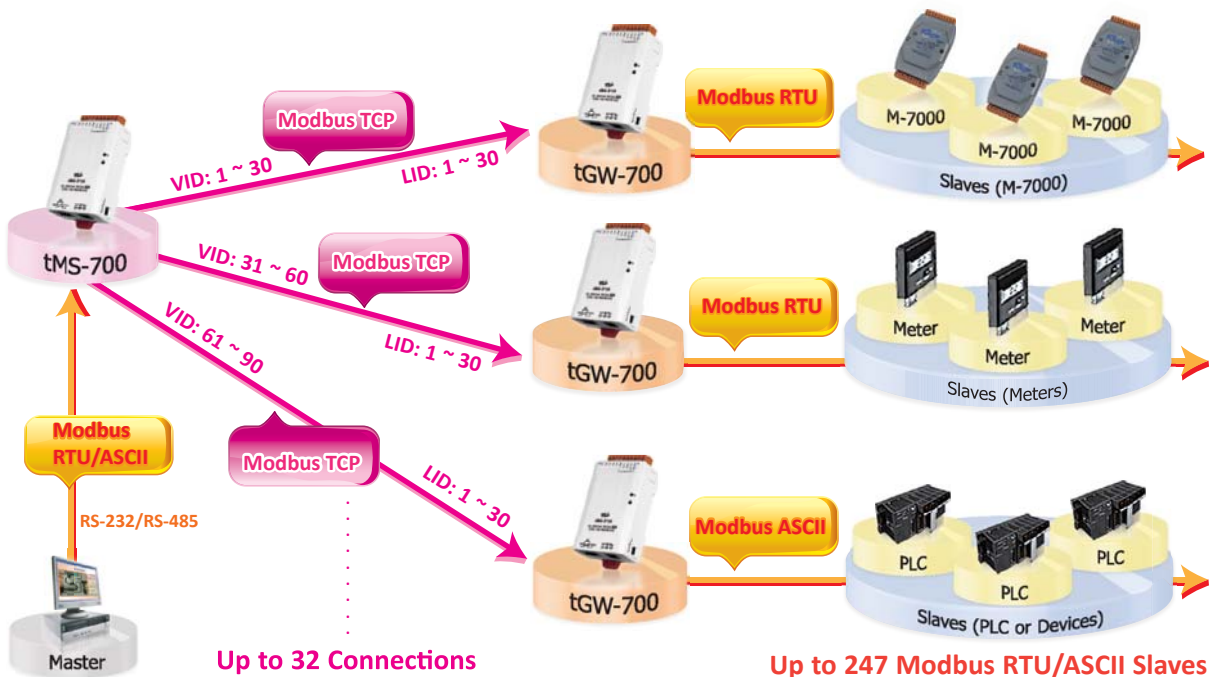 Modbus TCP
VID: 1 ~ 30
LID: 1 ~ 30
tMS-700
tGW-700
Modbus RTU
M-7000
M-7000
M-7000
Slaves (M-7000)
VID: 31 ~ 60
Modbus TCP
LID: 1 ~ 30
tGW-700
Modbus RTU
Meter
Meter
Meter
Slaves (Meters)
VID: 61 ~ 90
Modbus TCP
LID: 1 ~ 30
tGW-700
Modbus ASCII
PLC
PLC
PLC
Slaves (PLC or Devices)
Modbus
RTU/ASCII
RS-232/RS-485
Master
Up to 32 Connections
Up to 247 Modbus RTU/ASCII Slaves